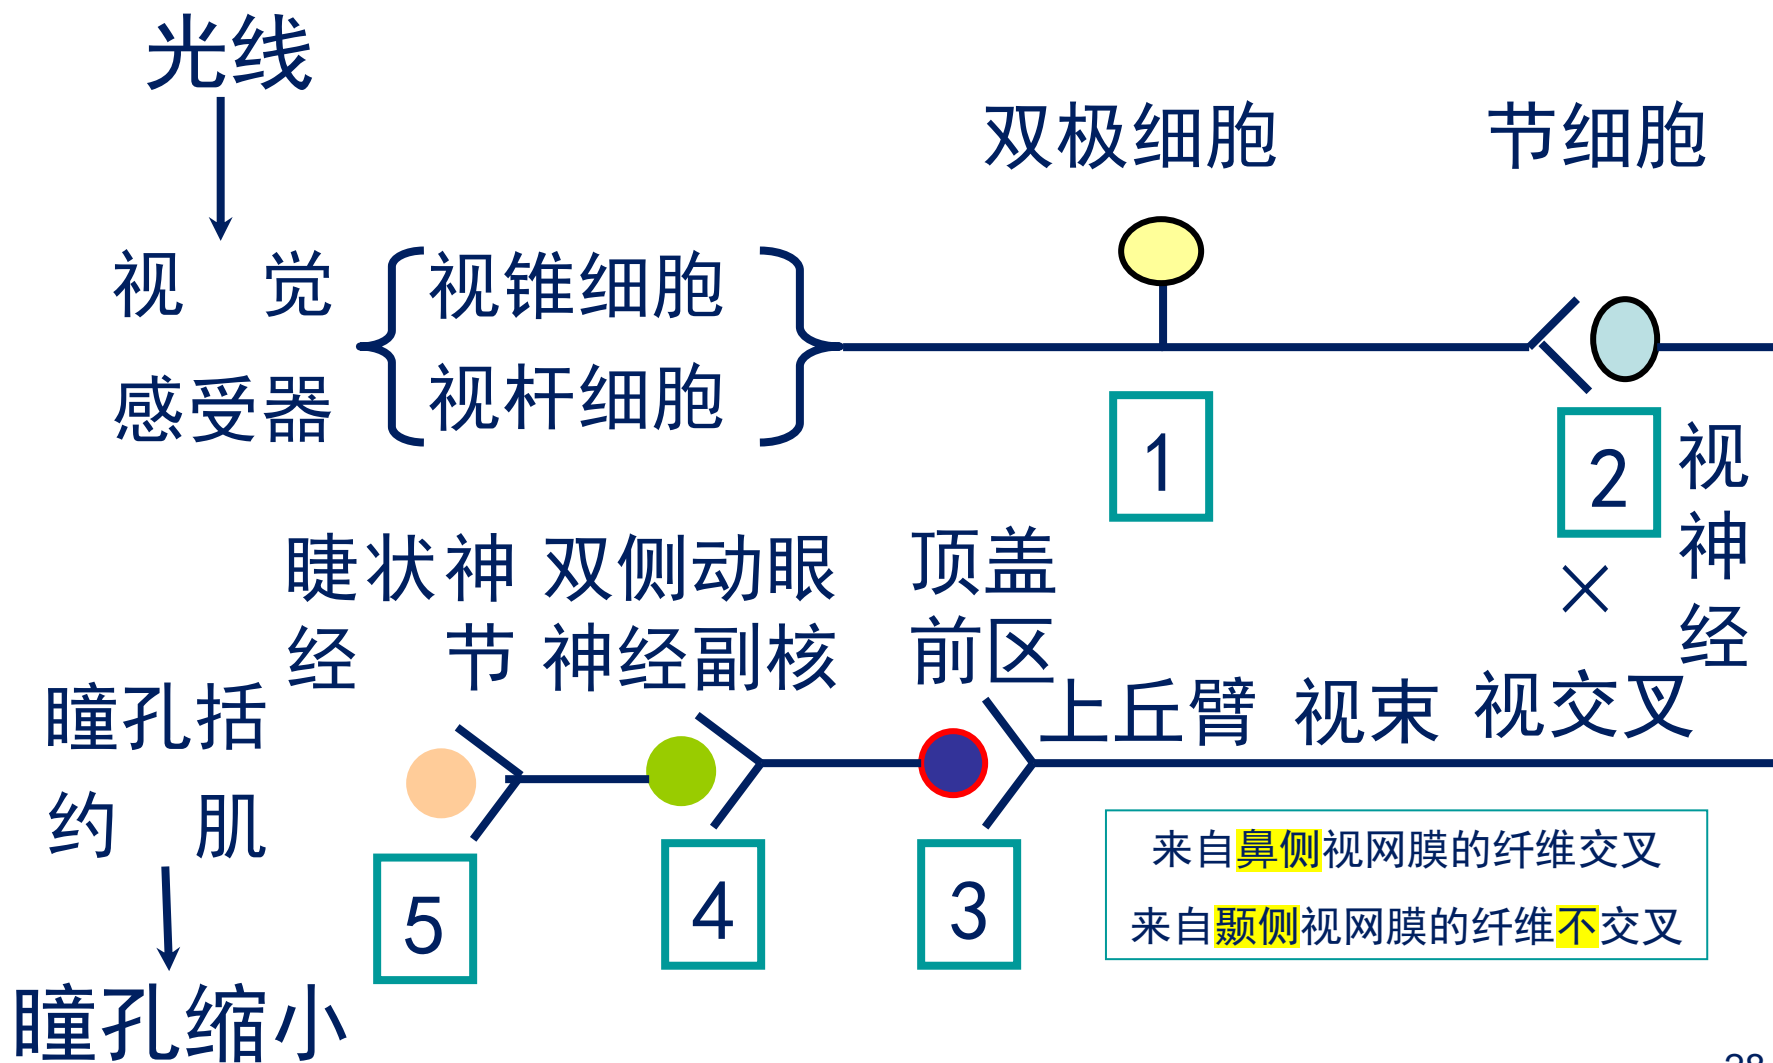 光线
双极细胞 节细胞
视 觉 视锥细胞
感受器 视杆细胞
1
2
视
神
经
×
视交叉
视束
上丘臂
顶盖
前区
3
双侧动眼
神经副核
4
睫状神
经 节
5
瞳孔括
约 肌
瞳孔缩小
来自鼻侧视网膜的纤维交叉
来自颞侧视网膜的纤维不交叉